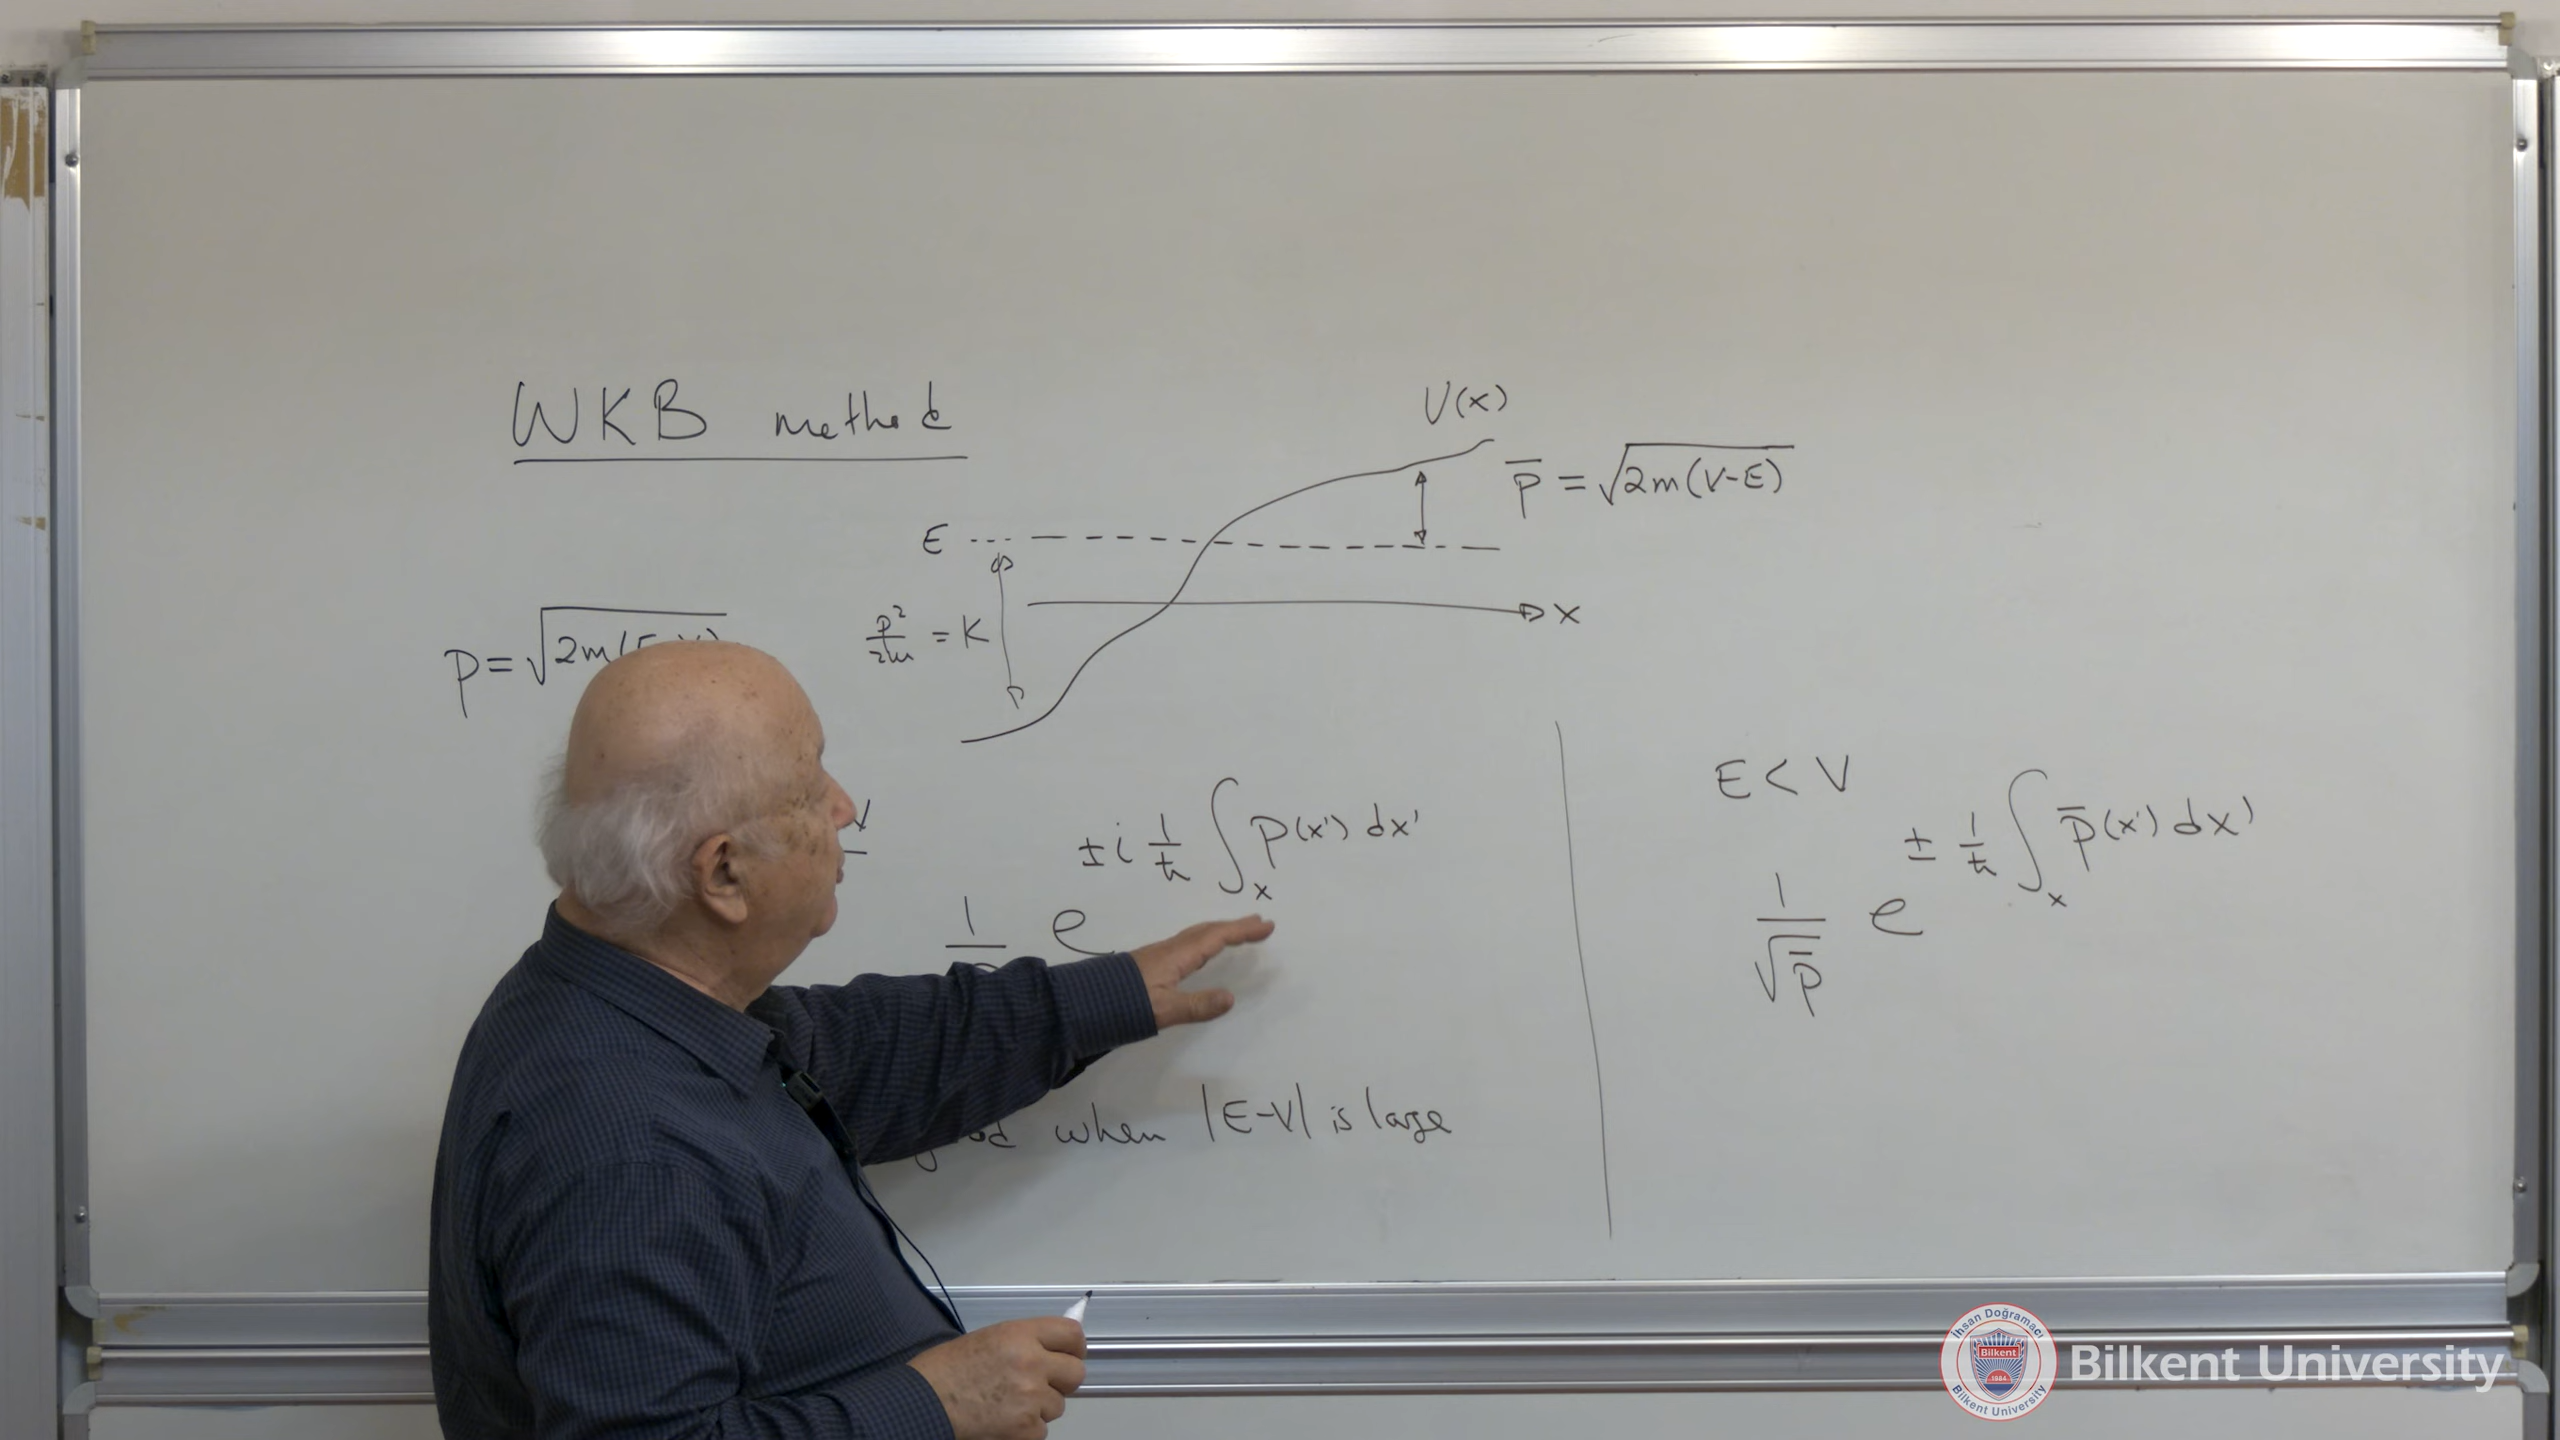 WKB method
V(x)
p̅ = √2m(V-E)
E
p²/2m = K
x
p = √2m(
E < V
1 e ± i 1/ħ ∫x p(x') dx'
1/√p̅ e ± 1/ħ ∫x p̅(x') dx'
when |E-V| is large
İhsan Doğramacı
Bilkent
1984
Bilkent University
Bilkent University